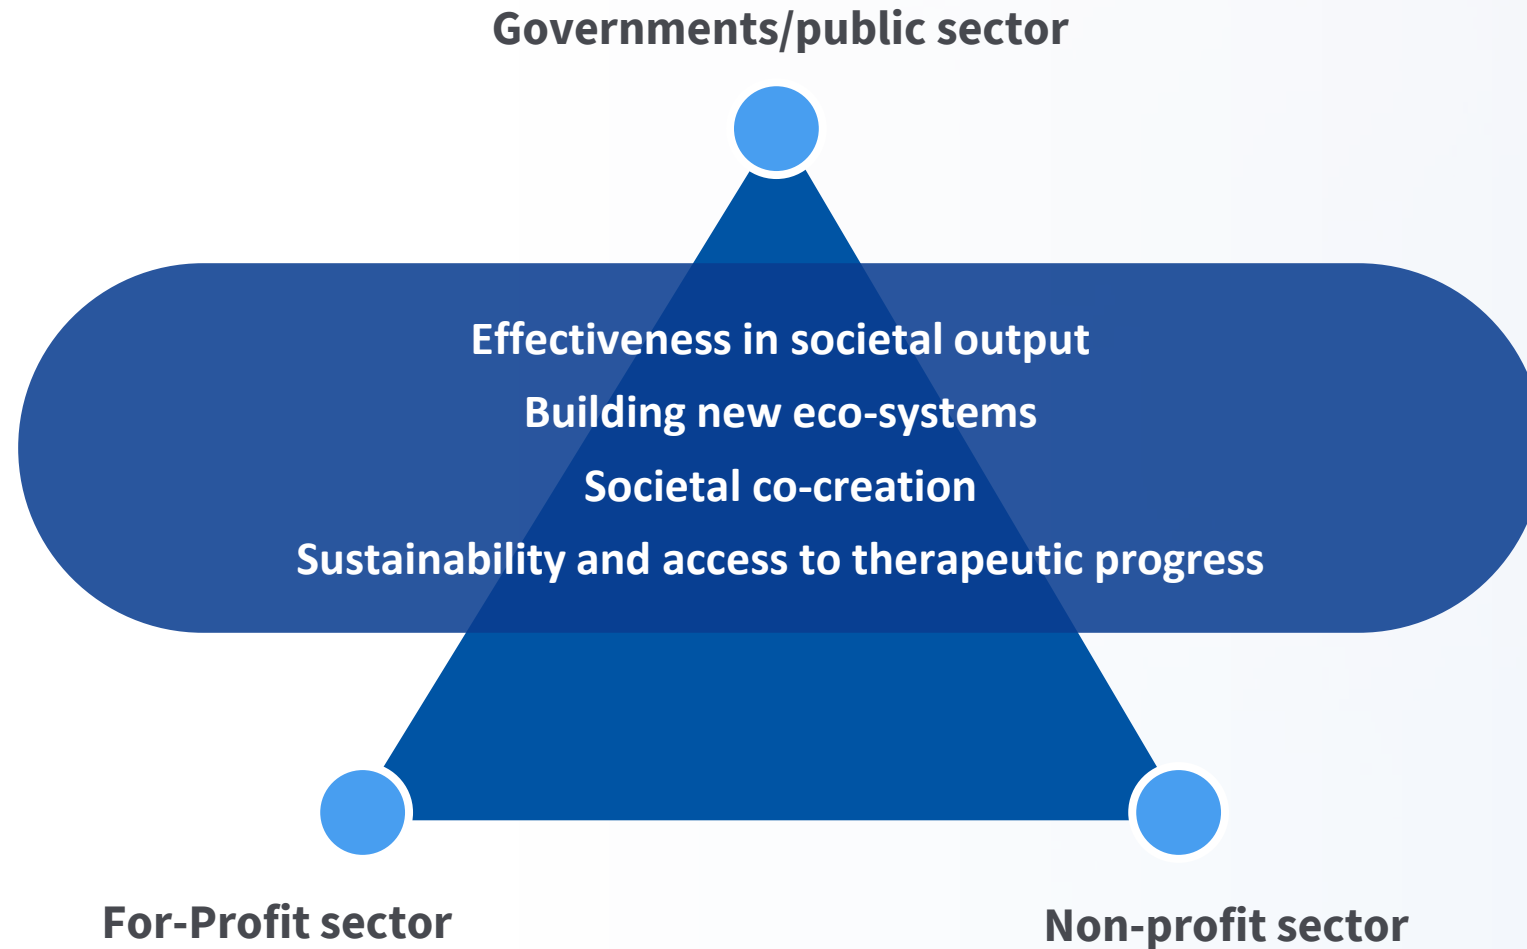 Governments/public sector
Effectiveness in societal output
Building new eco-systems
Societal co-creation
Sustainability and access to therapeutic progress
For-Profit sector
Non-profit sector